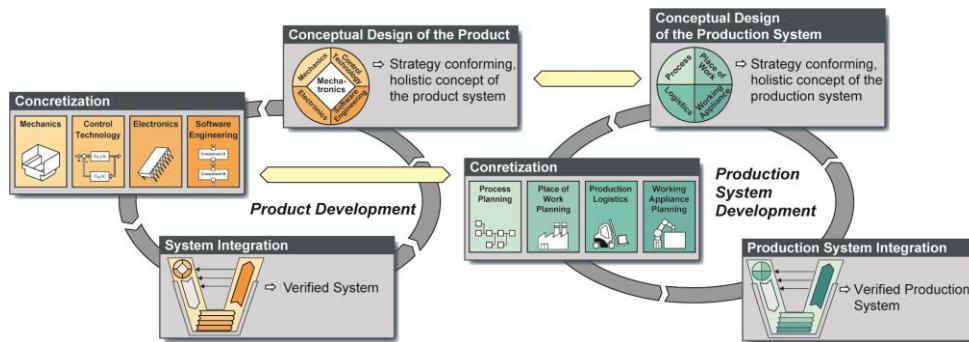 Conceptual Design of the Product
Mechanics
Control
Technology
Mecha-
tronics
Electronics
Software
Engineering
⇨ Strategy conforming,
holistic concept of
the product system
Conceptual Design
of the Production System
Process
Place of
Work
Logistics
Working
Appliance
⇨ Strategy conforming,
holistic concept of the
production system
Concretization
Mechanics
Control
Technology
Electronics
Software
Engineering
Component A
Component B
Product Development
Conretization
Process
Planning
Place of
Work
Planning
Production
Logistics
Working
Appliance
Planning
Production
System
Development
System Integration
⇨ Verified System
Production System Integration
⇨ Verified Production
System